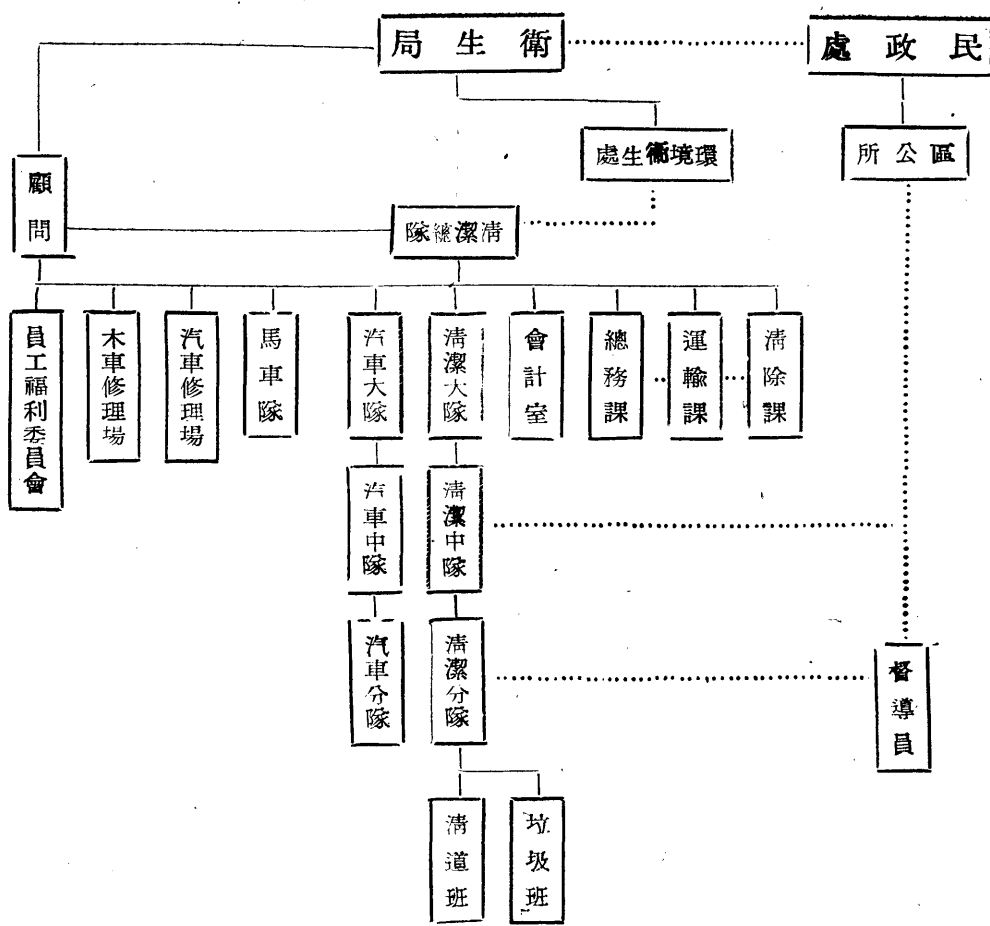 民政處
衛生局
區公所
環境衛生處
顧問
清潔總隊
清除課
運輸課
總務課
會計室
清潔大隊
汽車大隊
馬車隊
汽車修理場
木車修理場
員工福利委員會
清潔中隊
汽車中隊
清潔分隊
汽車分隊
督導員
垃圾班
清道班